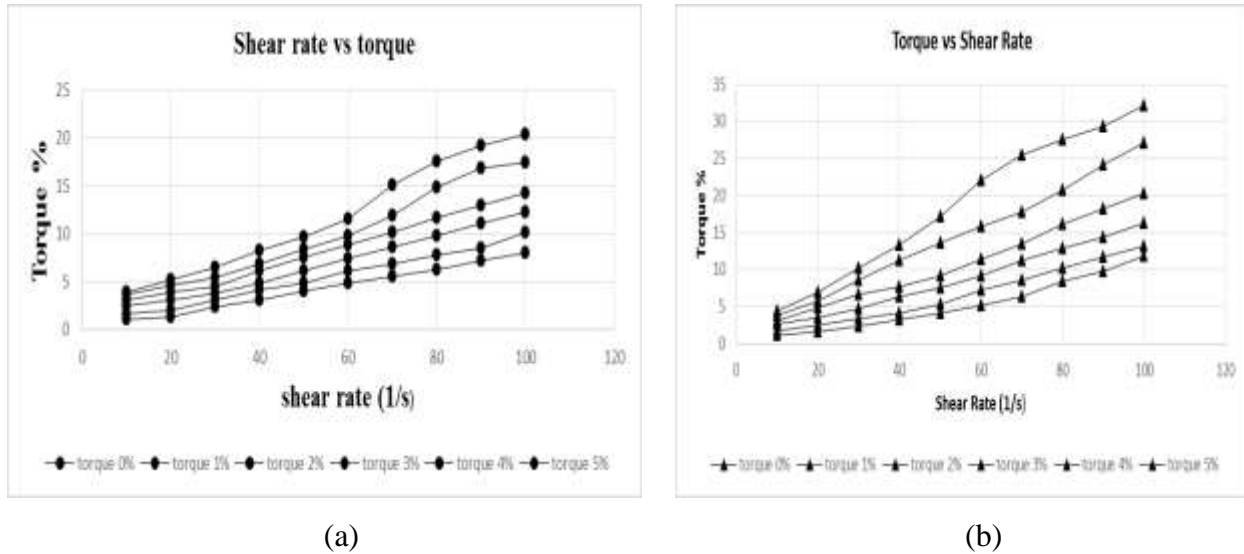 Shear rate vs torque
25
20
15
10
5
0
Torque %
0 20 40 60 80 100 120
shear rate (1/s)
torque 0% torque 1% torque 2% torque 3% torque 4% torque 5%
(a)
Torque vs Shear Rate
35
30
25
20
15
10
5
0
Torque %
0 20 40 60 80 100 120
Shear Rate (1/s)
torque 0% torque 1% torque 2% torque 3% torque 4% torque 5%
(b)